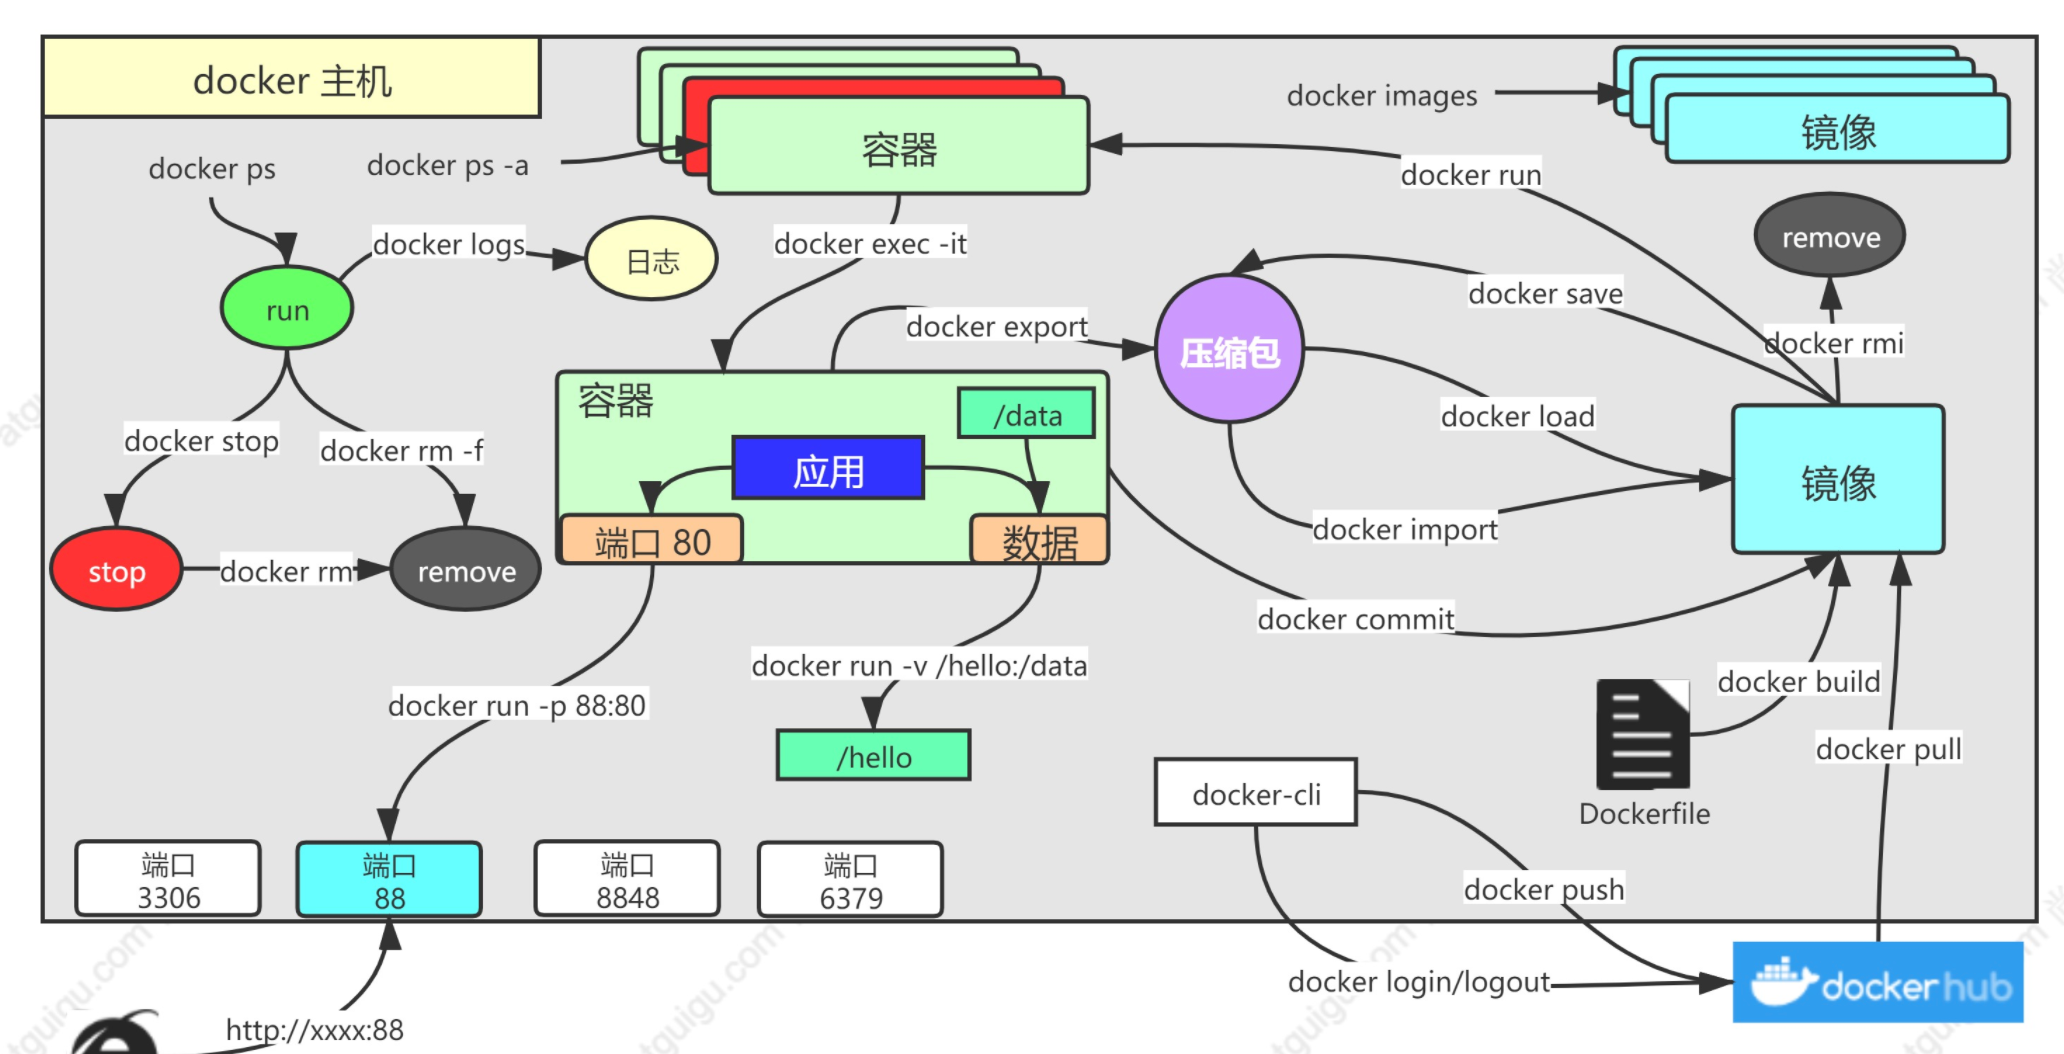 docker 主机
容器
docker images
镜像
docker ps
docker ps -a
docker run
docker logs
日志
docker exec -it
remove
run
docker export
docker save
压缩包
docker rmi
容器
/data
应用
docker load
docker stop
docker rm -f
端口 80
数据
docker import
镜像
stop
docker rm
remove
docker commit
docker run -v /hello:/data
docker build
docker run -p 88:80
/hello
docker pull
docker-cli
Dockerfile
端口
3306
端口
88
端口
8848
端口
6379
docker push
docker login/logout
docker hub
http://xxxx:88